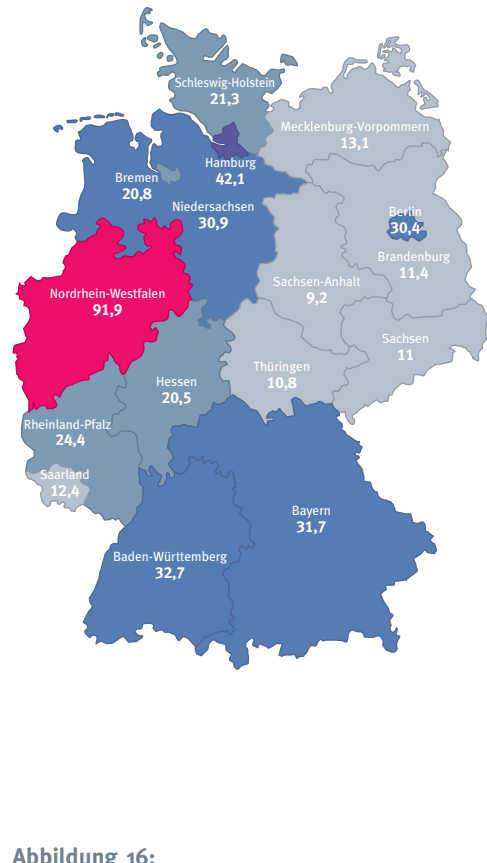 Schleswig-Holstein
21,3
Mecklenburg-Vorpommern
13,1
Hamburg
42,1
Bremen
20,8
Niedersachsen
30,9
Berlin
30,4
Brandenburg
11,4
Sachsen-Anhalt
9,2
Nordrhein-Westfalen
91,9
Sachsen
11
Thüringen
10,8
Hessen
20,5
Rheinland-Pfalz
24,4
Saarland
12,4
Bayern
31,7
Baden-Württemberg
32,7
Abbildung 16: